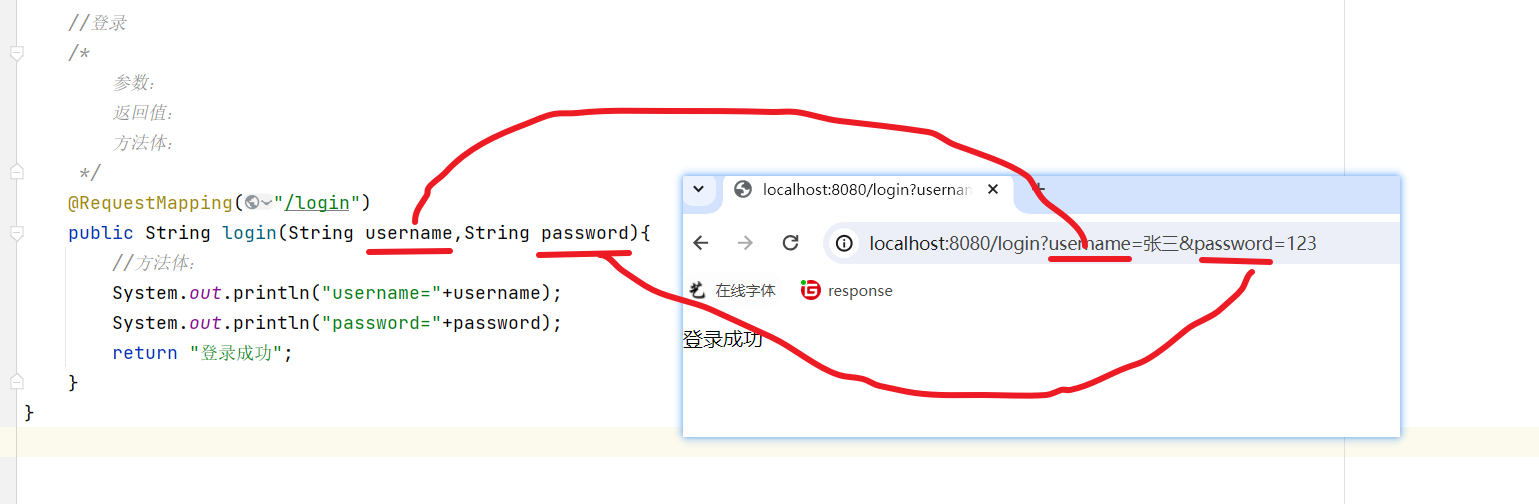 //登录
/*
参数：
返回值：
方法体：
*/
@RequestMapping("/login")
public String login(String username,String password){
//方法体：
System.out.println("username="+username);
System.out.println("password="+password);
return "登录成功";
}
}
localhost:8080/login?usernam
localhost:8080/login?username=张三&password=123
艺 在线字体 G response
登录成功